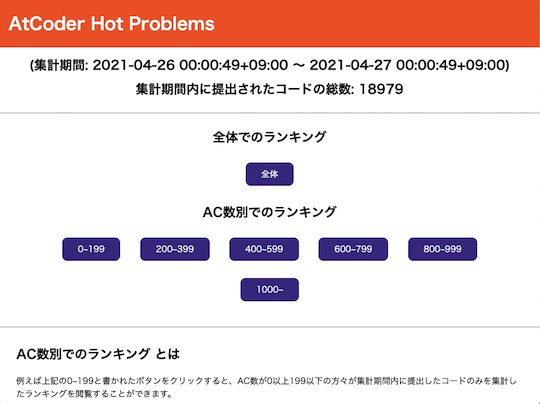 AtCoder Hot Problems
(集計期間: 2021-04-26 00:00:49+09:00 〜 2021-04-27 00:00:49+09:00)
集計期間内に提出されたコードの総数: 18979
全体でのランキング
全体
AC数別でのランキング
0~199 200~399 400~599 600~799 800~999
1000~
AC数別でのランキング とは
例えば上記の0~199と書かれたボタンをクリックすると、AC数が0以上199以下の方々が集計期間内に提出したコードのみを集計し
たランキングを閲覧することができます。